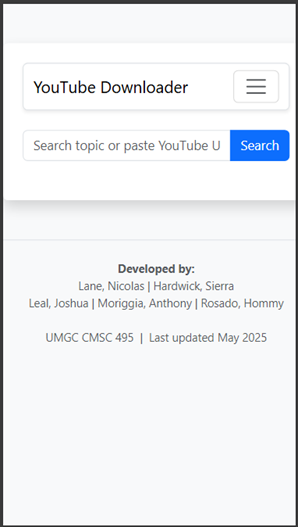 YouTube Downloader
Search topic or paste YouTube U
Search
Developed by:
Lane, Nicolas | Hardwick, Sierra
Leal, Joshua | Moriggia, Anthony | Rosado, Hommy
UMGC CMSC 495 | Last updated May 2025